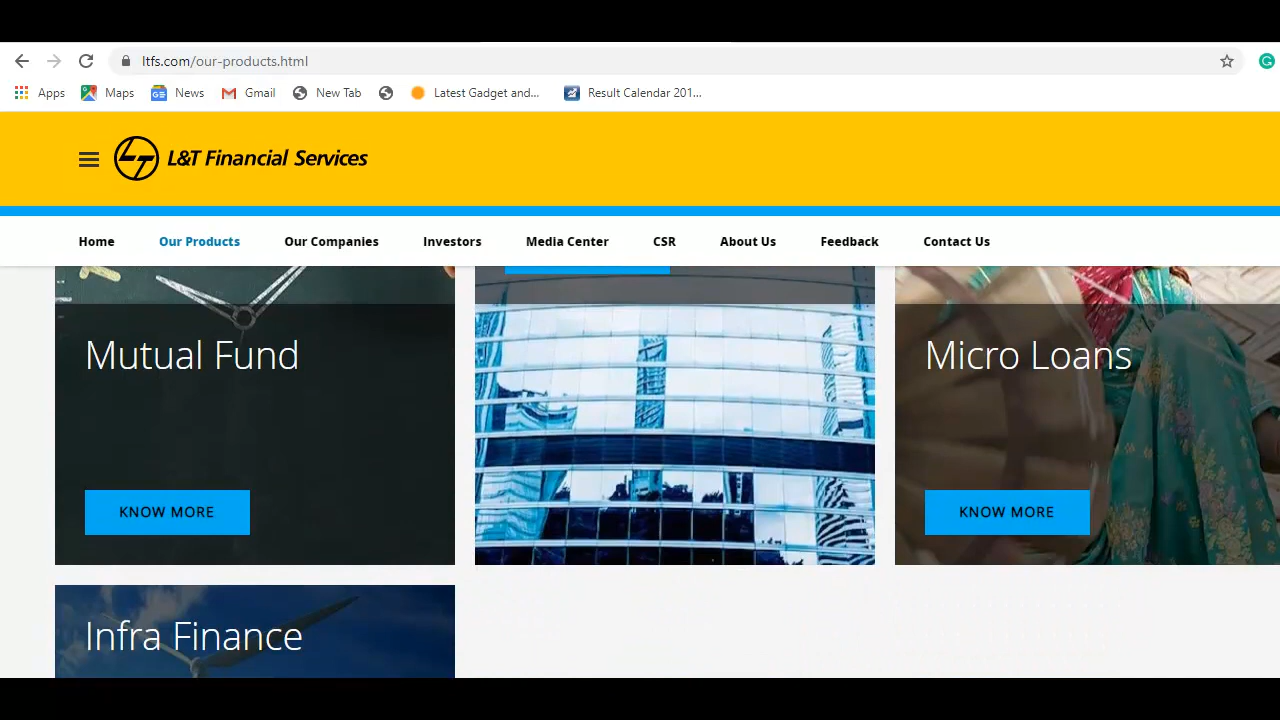 ltfs.com/our-products.html
Apps Maps News Gmail New Tab Latest Gadget and... Result Calendar 201...
L&T Financial Services
Home Our Products Our Companies Investors Media Center CSR About Us Feedback Contact Us
Mutual Fund
Micro Loans
KNOW MORE
KNOW MORE
Infra Finance